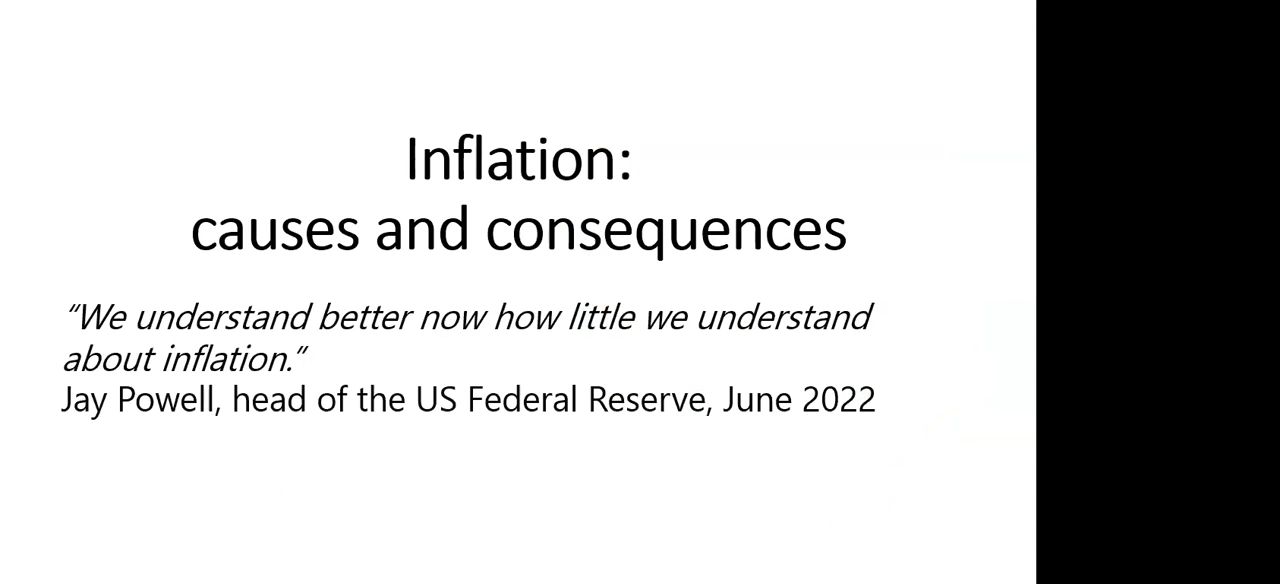 Inflation:
causes and consequences
“We understand better now how little we understand
about inflation.”
Jay Powell, head of the US Federal Reserve, June 2022